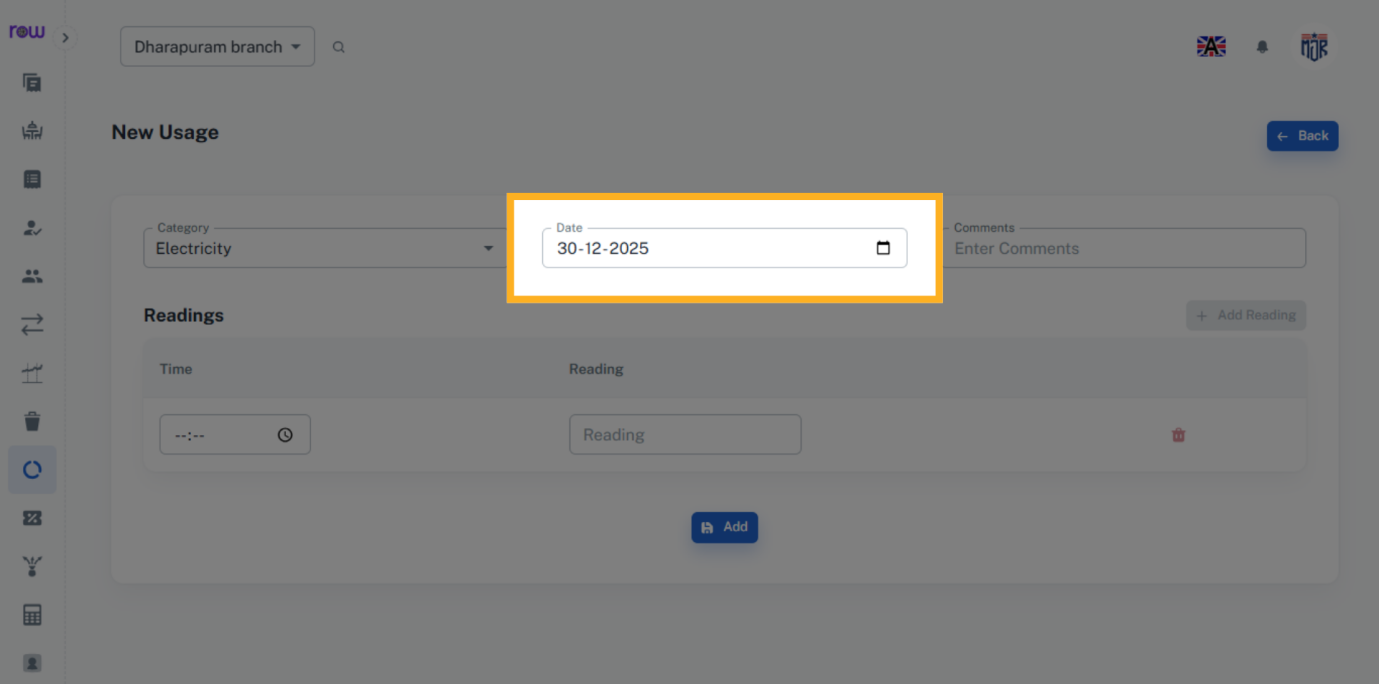 row
Dharapuram branch
A
MJR
New Usage
Back
Category
Electricity
Date
30-12-2025
Comments
Enter Comments
Readings
+ Add Reading
Time
Reading
--:--
Reading
Add